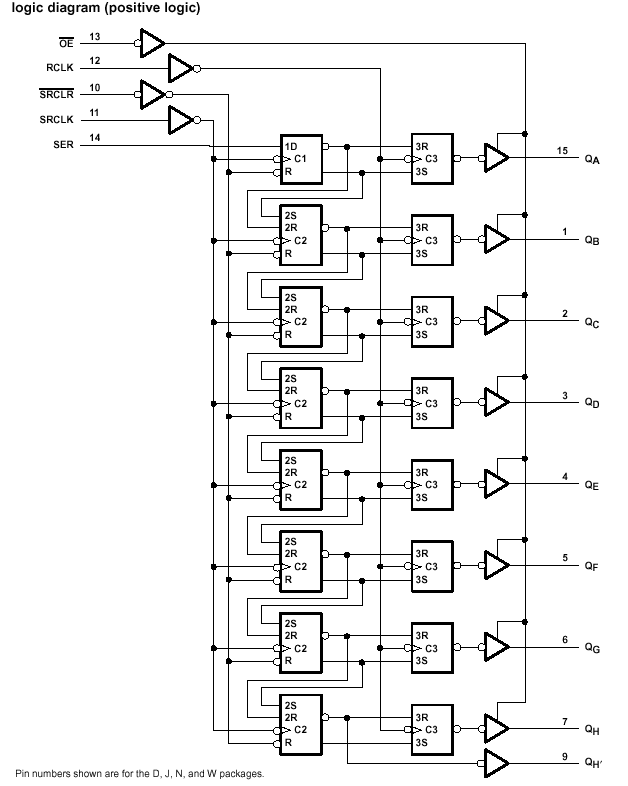 logic diagram (positive logic)
OE 13
RCLK 12
SRCLR 10
SRCLK 11
SER 14
1D 3R
C1 C3 15 QA
R 3S
2S
2R 3R
C2 C3 1 QB
R 3S
2S
2R 3R
C2 C3 2 QC
R 3S
2S
2R 3R
C2 C3 3 QD
R 3S
2S
2R 3R
C2 C3 4 QE
R 3S
2S
2R 3R
C2 C3 5 QF
R 3S
2S
2R 3R
C2 C3 6 QG
R 3S
2S
2R 3R
C2 C3 7 QH
R 3S
9 QH′
Pin numbers shown are for the D, J, N, and W packages.